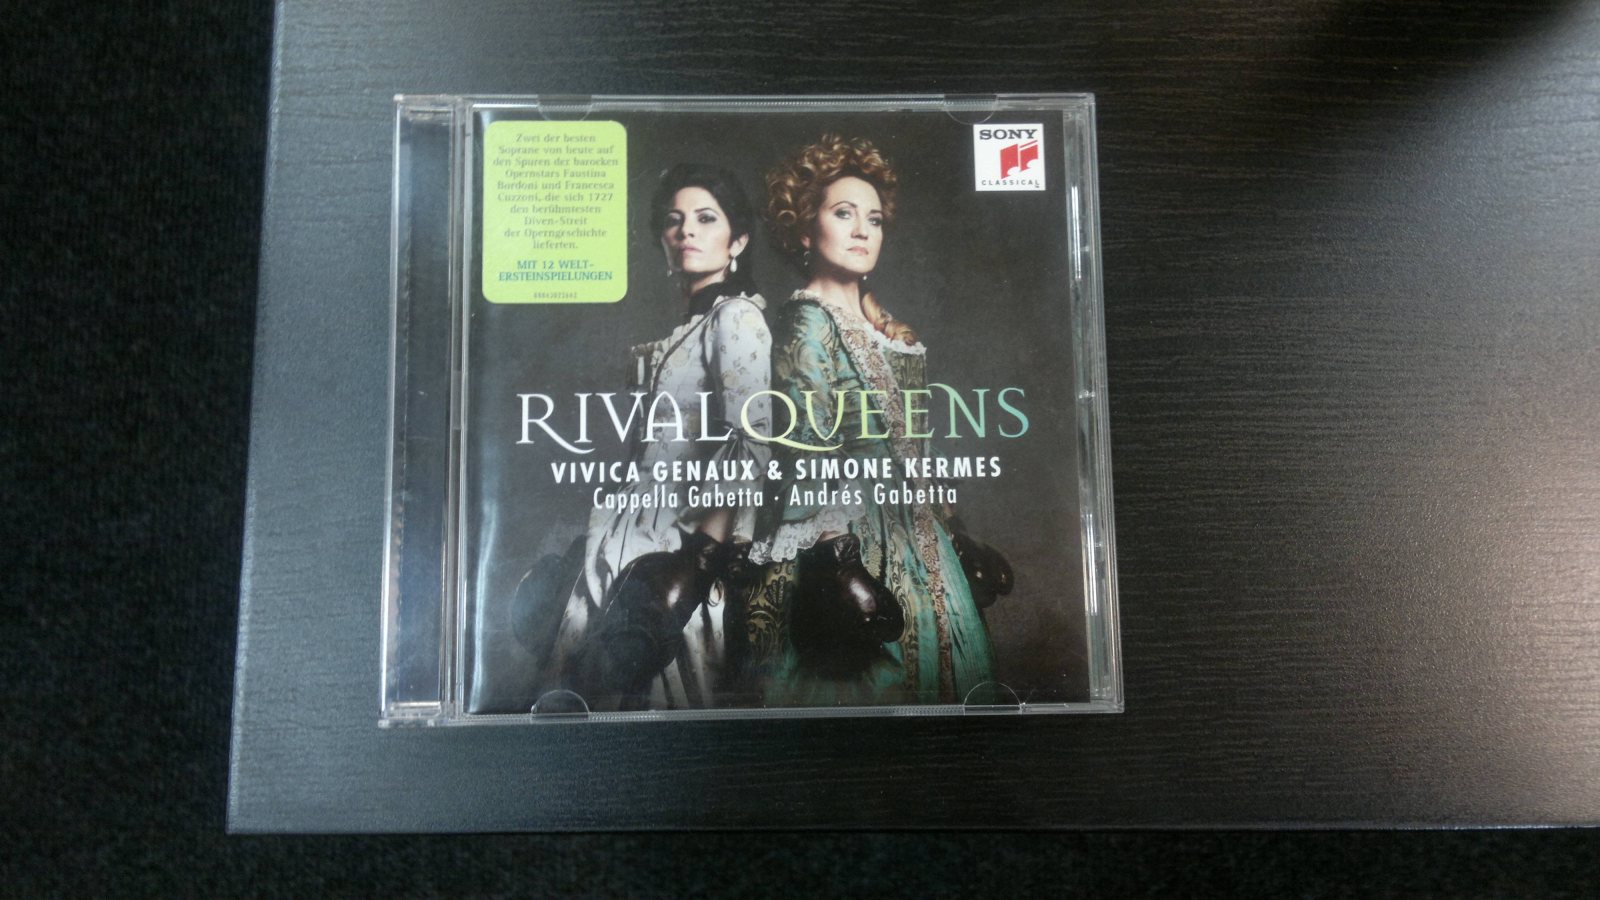 Zwei der besten
Soprane von heute auf
den Spuren der barocken
Opernstars Faustina
Bordoni und Francesca
Cuzzoni, die sich 1727
den berühmtesten
Diven-Streit
der Operngeschichte
lieferten.
MIT 12 WELT-
ERSTEINSPIELUNGEN
SONY
CLASSICAL
RIVALQUEENS
VIVICA GENAUX & SIMONE KERMES
Cappella Gabetta · Andrés Gabetta